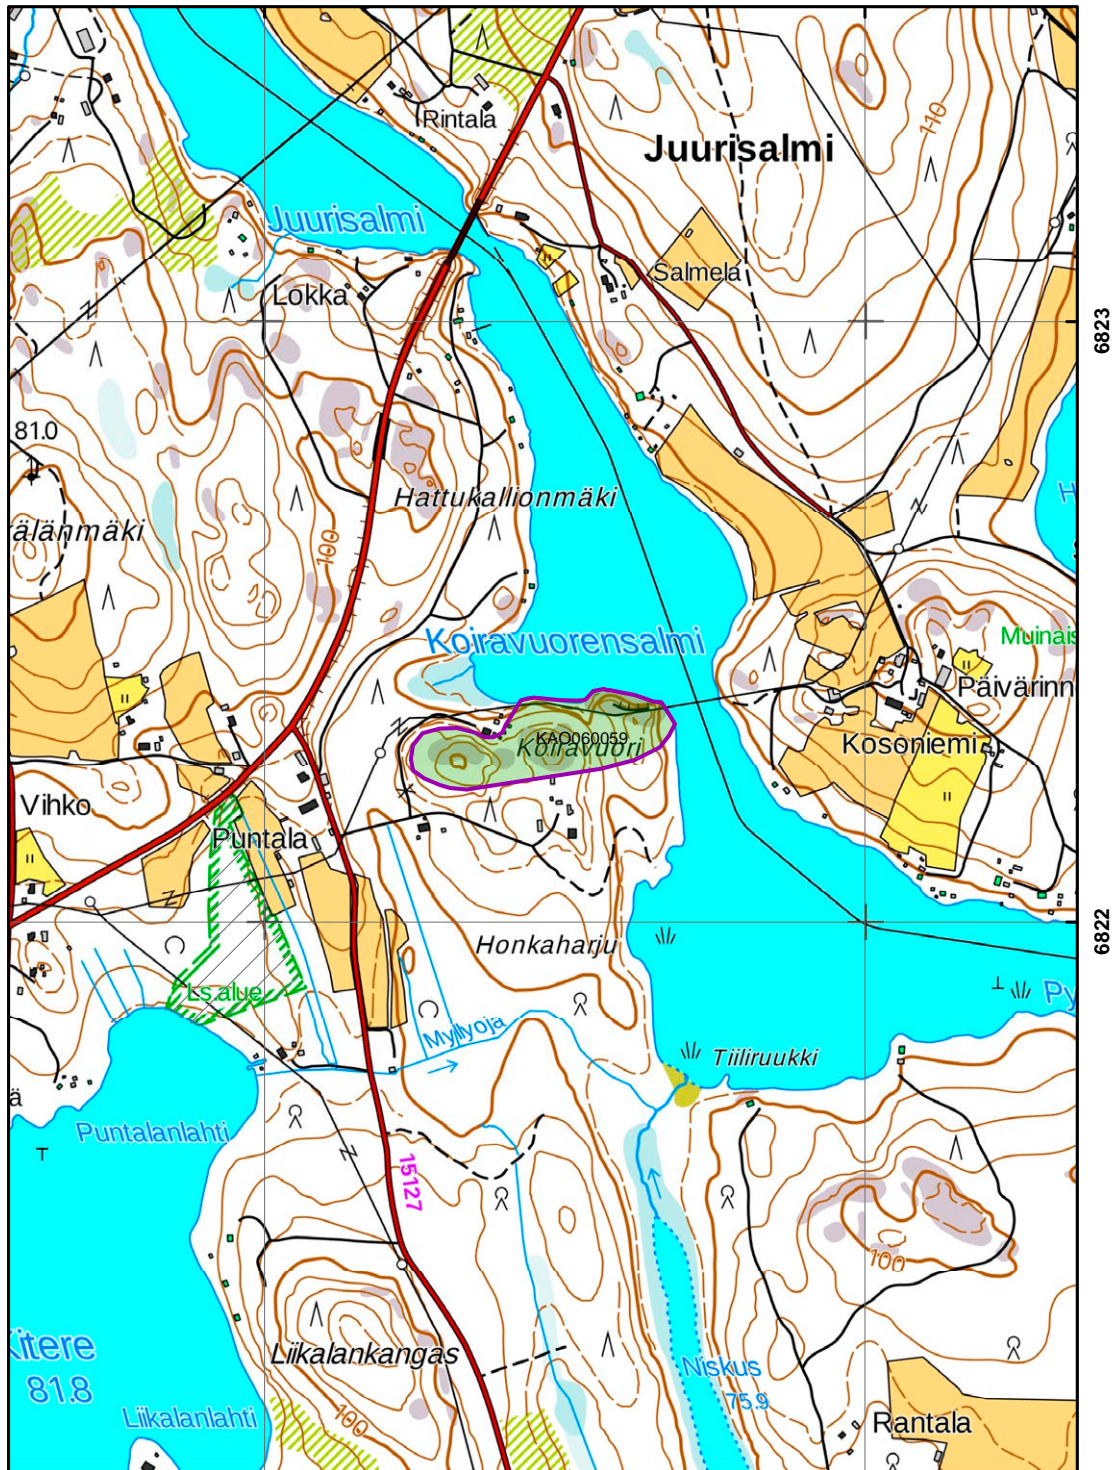 Rintala
Juurisalmi
110
Juurisalmi
Salmela
Lokka
6823
81.0
Hattukallionmäki
älänmäki
100
H
Koiravuorensalmi
Muinais
Päivärinn
KAO060059
Koiravuori
Kosoniemi
Vihko
Puntala
6822
Honkaharju
Ls.alue
Py
Myllyoja
Tiiliruukki
ä
Puntalanlahti
15127
100
Kitere
81.8
Liikalankangas
Niskus
75.9
Liikalanlahti
100
Rantala